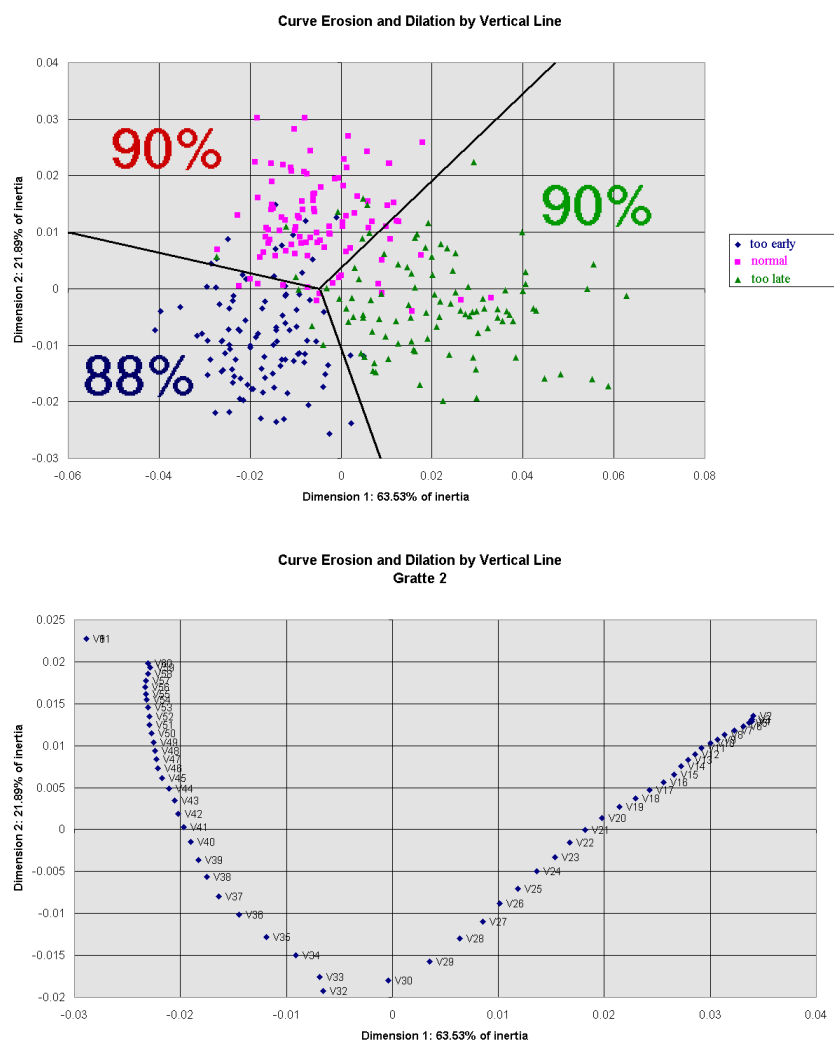 Curve Erosion and Dilation by Vertical Line
0.04
0.03
0.02
0.01
0
-0.01
-0.02
-0.03
Dimension 2: 21.89% of inertia
90%
90%
88%
too early
normal
too late
-0.06 -0.04 -0.02 0 0.02 0.04 0.06 0.08
Dimension 1: 63.53% of inertia
Curve Erosion and Dilation by Vertical Line
Gratte 2
0.025
0.02
0.015
0.01
0.005
0
-0.005
-0.01
-0.015
-0.02
Dimension 2: 21.89% of inertia
V58
V57
V56
V55
V54
V53
V52
V51
V50
V49
V48
V47
V46
V45
V44
V43
V42
V41
V40
V39
V38
V37
V36
V35
V34
V33
V32
V30
V29
V28
V27
V26
V25
V24
V23
V22
V21
V20
V19
V18
V17
V16
V15
V14
V13
V12
-0.03 -0.02 -0.01 0 0.01 0.02 0.03 0.04
Dimension 1: 63.53% of inertia